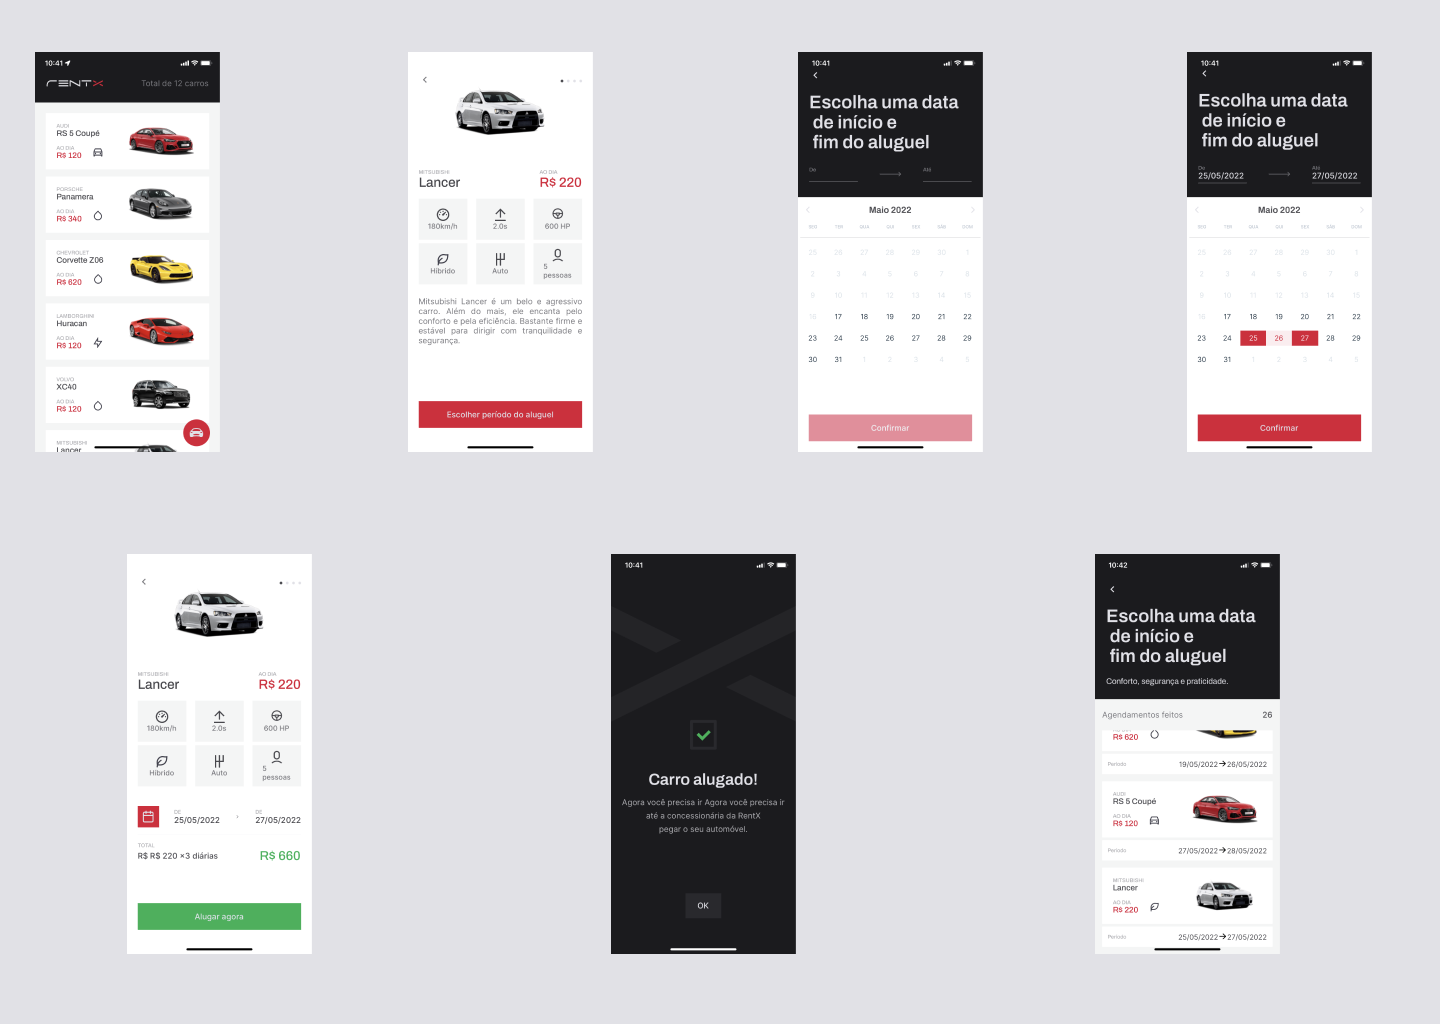 10:41
RENTX
Total de 12 carros
AUDI
RS 5 Coupé
AO DIA
R$ 120
PORSCHE
Panamera
AO DIA
R$ 340
CHEVROLET
Corvette Z06
AO DIA
R$ 620
LAMBORGHINI
Huracan
AO DIA
R$ 120
VOLVO
XC40
AO DIA
R$ 120
MITSUBISHI
Lancer
MITSUBISHI
Lancer
AO DIA
R$ 220
180km/h
2.0s
600 HP
Híbrido
Auto
5
pessoas
Mitsubishi Lancer é um belo e agressivo
carro. Além do mais, ele encanta pelo
conforto e pela eficiência. Bastante firme e
estável para dirigir com tranquilidade e
segurança.
Escolher período do aluguel
10:41
Escolha uma data
de início e
fim do aluguel
De
Até
Maio 2022
SEG TER QUA QUI SEX SÁB DOM
25 26 27 28 29 30 1
2 3 4 5 6 7 8
9 10 11 12 13 14 15
16 17 18 19 20 21 22
23 24 25 26 27 28 29
30 31 1 2 3 4 5
Confirmar
10:41
Escolha uma data
de início e
fim do aluguel
De
25/05/2022
Até
27/05/2022
Maio 2022
SEG TER QUA QUI SEX SÁB DOM
25 26 27 28 29 30 1
2 3 4 5 6 7 8
9 10 11 12 13 14 15
16 17 18 19 20 21 22
23 24 25 26 27 28 29
30 31 1 2 3 4 5
Confirmar
MITSUBISHI
Lancer
AO DIA
R$ 220
180km/h
2.0s
600 HP
Híbrido
Auto
5
pessoas
DE
25/05/2022
DE
27/05/2022
TOTAL
R$ R$ 220 ×3 diárias
R$ 660
Alugar agora
10:41
Carro alugado!
Agora você precisa ir Agora você precisa ir
até a concessionária da RentX
pegar o seu automóvel.
OK
10:42
Escolha uma data
de início e
fim do aluguel
Conforto, segurança e praticidade.
Agendamentos feitos
26
R$ 620
Período
19/05/2022 → 26/05/2022
AUDI
RS 5 Coupé
AO DIA
R$ 120
Período
27/05/2022 → 28/05/2022
MITSUBISHI
Lancer
AO DIA
R$ 220
Período
25/05/2022 → 27/05/2022